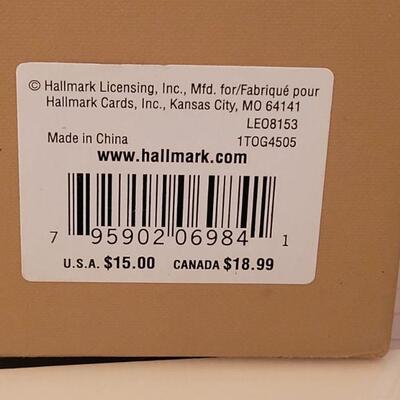 © Hallmark Licensing, Inc., Mfd. for/Fabriqué pour
Hallmark Cards, Inc., Kansas City, MO 64141
LEO8153
Made in China 1TOG4505
www.hallmark.com
7 95902 06984 1
U.S.A. $15.00 CANADA $18.99